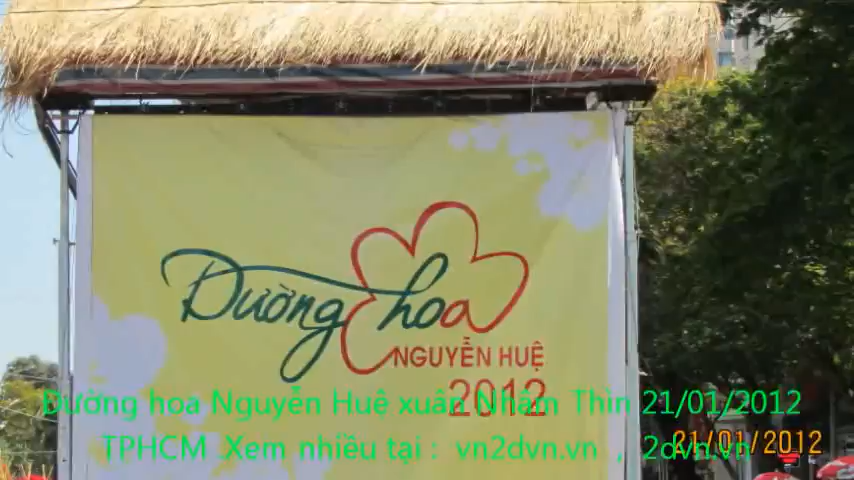 Đường hoa
NGUYỄN HUỆ
2012
Đường hoa Nguyễn Huê xuân Nhâm Thìn 21/01/2012
TPHCM .Xem nhiều tại : vn2dvn.vn , 2dvn.vn
21/01/2012